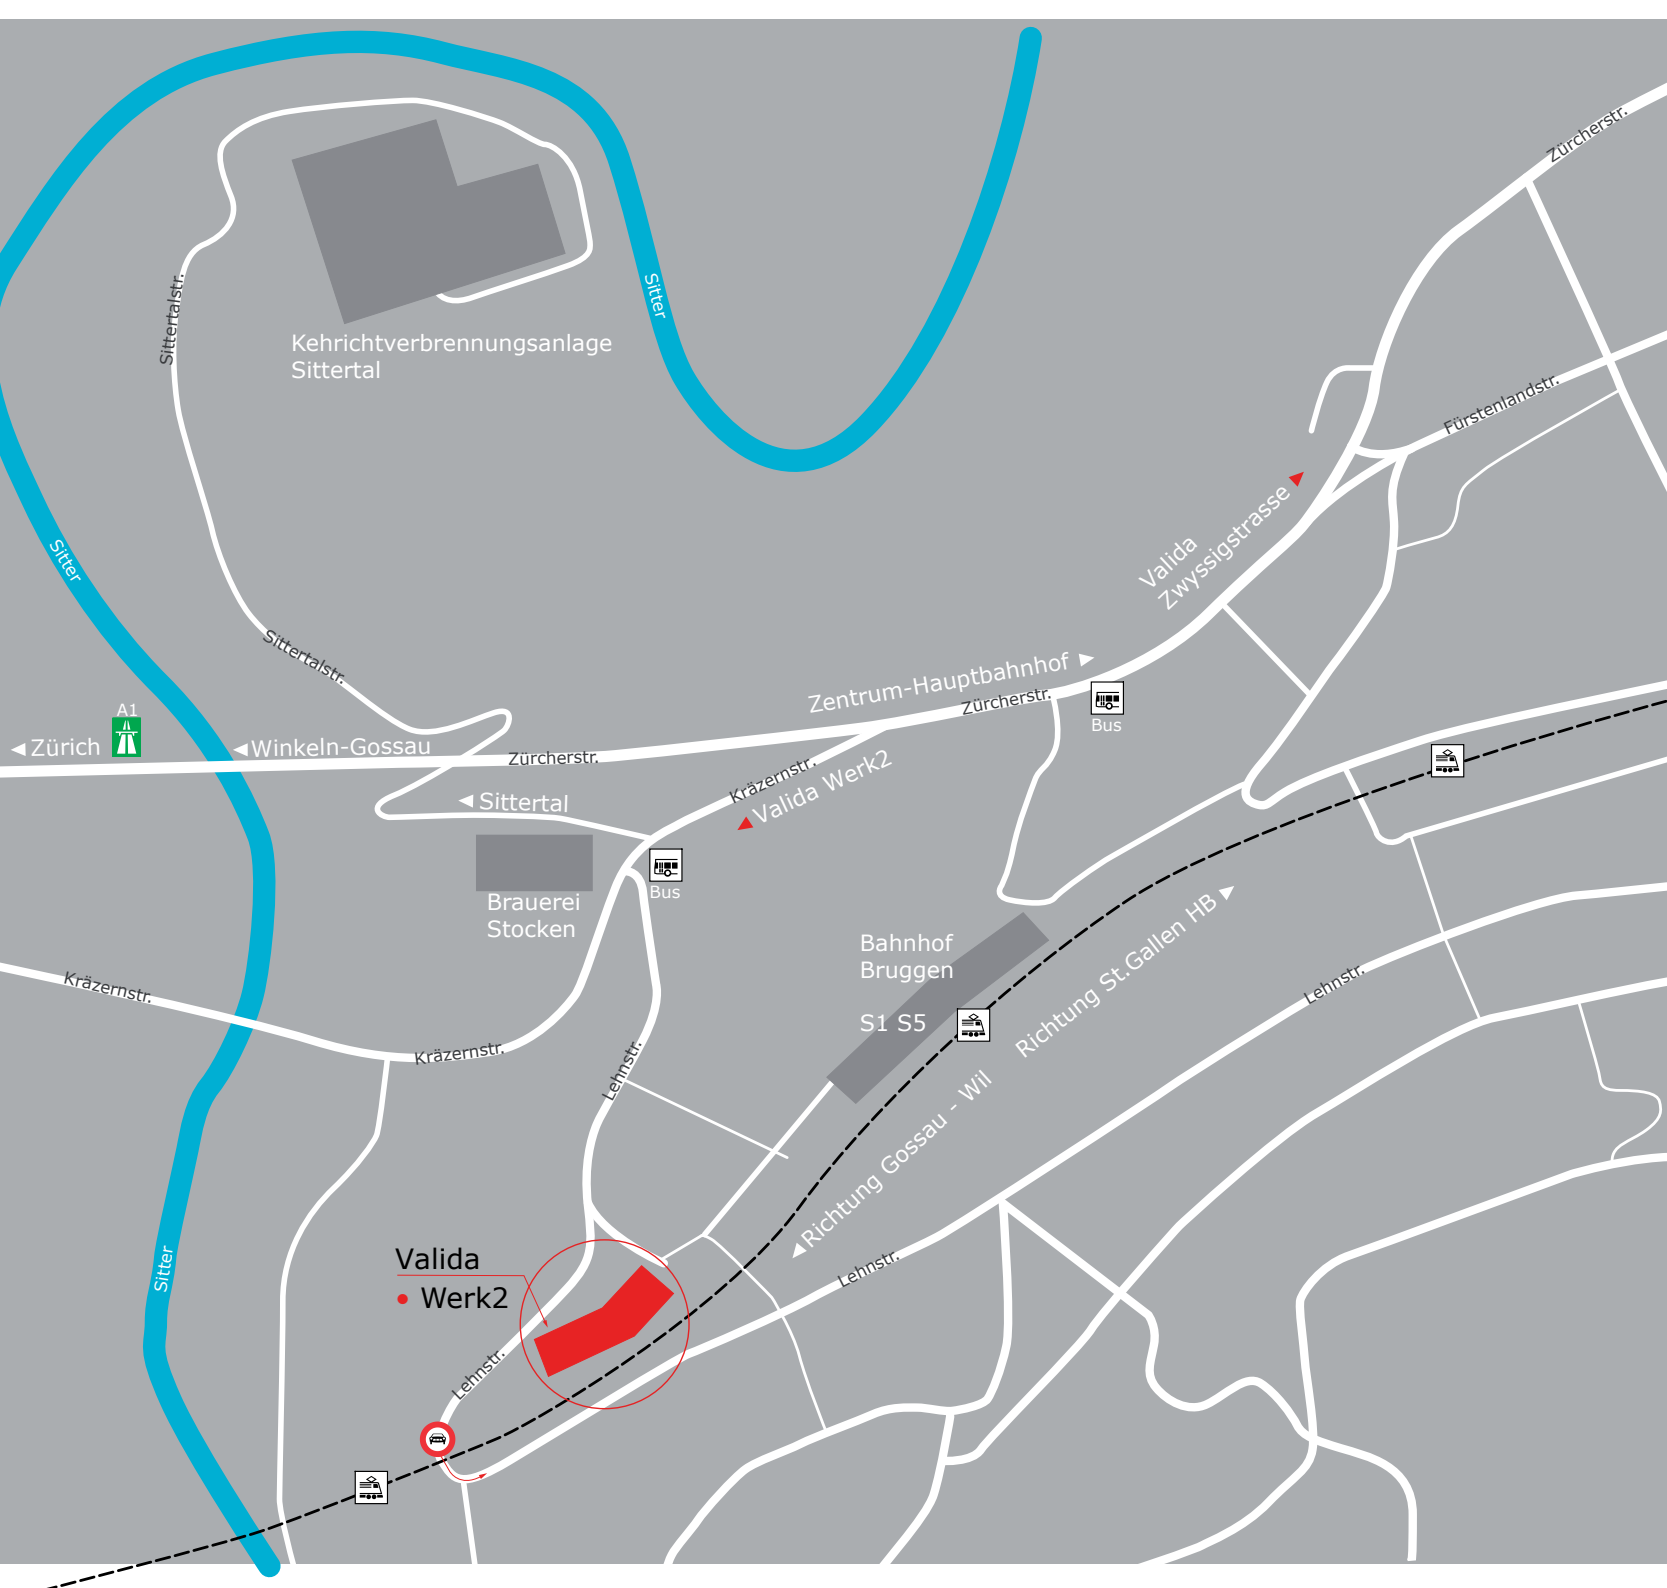 Zürcherstr.
Sitter
Sittertalstr.
Kehrichtverbrennungsanlage
Sittertal
Fürstenlandstr.
Valida
Zwyssigstrasse
Sitter
Sittertalstr.
Zentrum-Hauptbahnhof
Zürcherstr.
Bus
A1
Zürich
Winkeln-Gossau
Zürcherstr.
Kräzernstr.
Valida Werk2
Sittertal
Bus
Brauerei
Stocken
Bahnhof
Bruggen
S1 S5
Richtung St.Gallen HB
Lehnstr.
Kräzernstr.
Kräzernstr.
Lehnstr.
Richtung Gossau - Wil
Sitter
Valida
Werk2
Lehnstr.
Lehnstr.